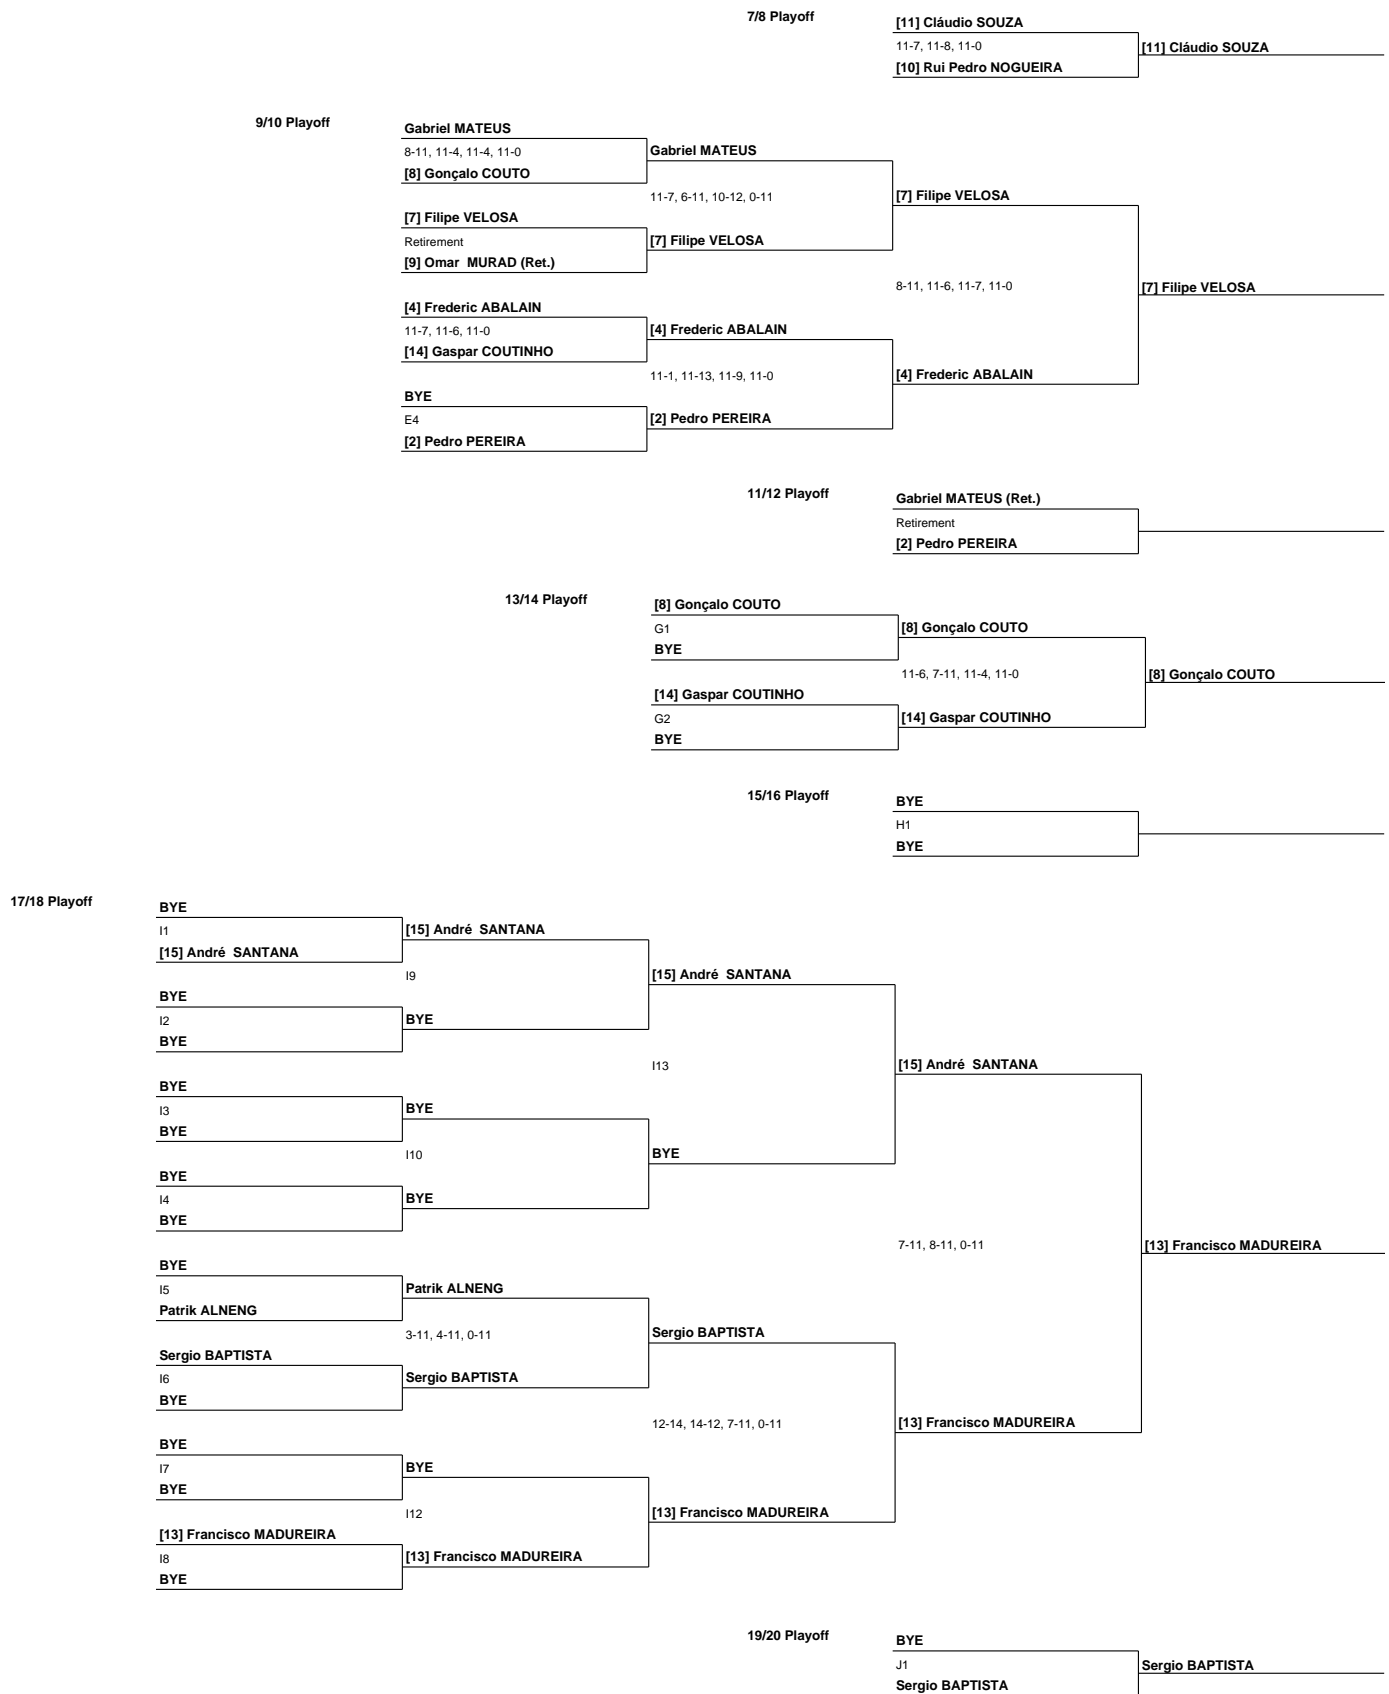 7/8 Playoff
[11] Cláudio SOUZA
11-7, 11-8, 11-0
[11] Cláudio SOUZA
[10] Rui Pedro NOGUEIRA
9/10 Playoff
Gabriel MATEUS
8-11, 11-4, 11-4, 11-0
Gabriel MATEUS
[8] Gonçalo COUTO
11-7, 6-11, 10-12, 0-11
[7] Filipe VELOSA
[7] Filipe VELOSA
Retirement
[7] Filipe VELOSA
[9] Omar MURAD (Ret.)
8-11, 11-6, 11-7, 11-0
[7] Filipe VELOSA
[4] Frederic ABALAIN
11-7, 11-6, 11-0
[4] Frederic ABALAIN
[14] Gaspar COUTINHO
11-1, 11-13, 11-9, 11-0
[4] Frederic ABALAIN
BYE
E4
[2] Pedro PEREIRA
[2] Pedro PEREIRA
11/12 Playoff
Gabriel MATEUS (Ret.)
Retirement
[2] Pedro PEREIRA
13/14 Playoff
[8] Gonçalo COUTO
G1
[8] Gonçalo COUTO
BYE
11-6, 7-11, 11-4, 11-0
[8] Gonçalo COUTO
[14] Gaspar COUTINHO
G2
[14] Gaspar COUTINHO
BYE
15/16 Playoff
BYE
H1
BYE
17/18 Playoff
BYE
I1
[15] André SANTANA
[15] André SANTANA
I9
[15] André SANTANA
BYE
I2
BYE
BYE
I13
[15] André SANTANA
BYE
I3
BYE
BYE
I10
BYE
BYE
I4
BYE
BYE
7-11, 8-11, 0-11
[13] Francisco MADUREIRA
BYE
I5
Patrik ALNENG
Patrik ALNENG
3-11, 4-11, 0-11
Sergio BAPTISTA
Sergio BAPTISTA
I6
Sergio BAPTISTA
BYE
12-14, 14-12, 7-11, 0-11
[13] Francisco MADUREIRA
BYE
I7
BYE
BYE
I12
[13] Francisco MADUREIRA
[13] Francisco MADUREIRA
I8
[13] Francisco MADUREIRA
BYE
19/20 Playoff
BYE
J1
Sergio BAPTISTA
Sergio BAPTISTA